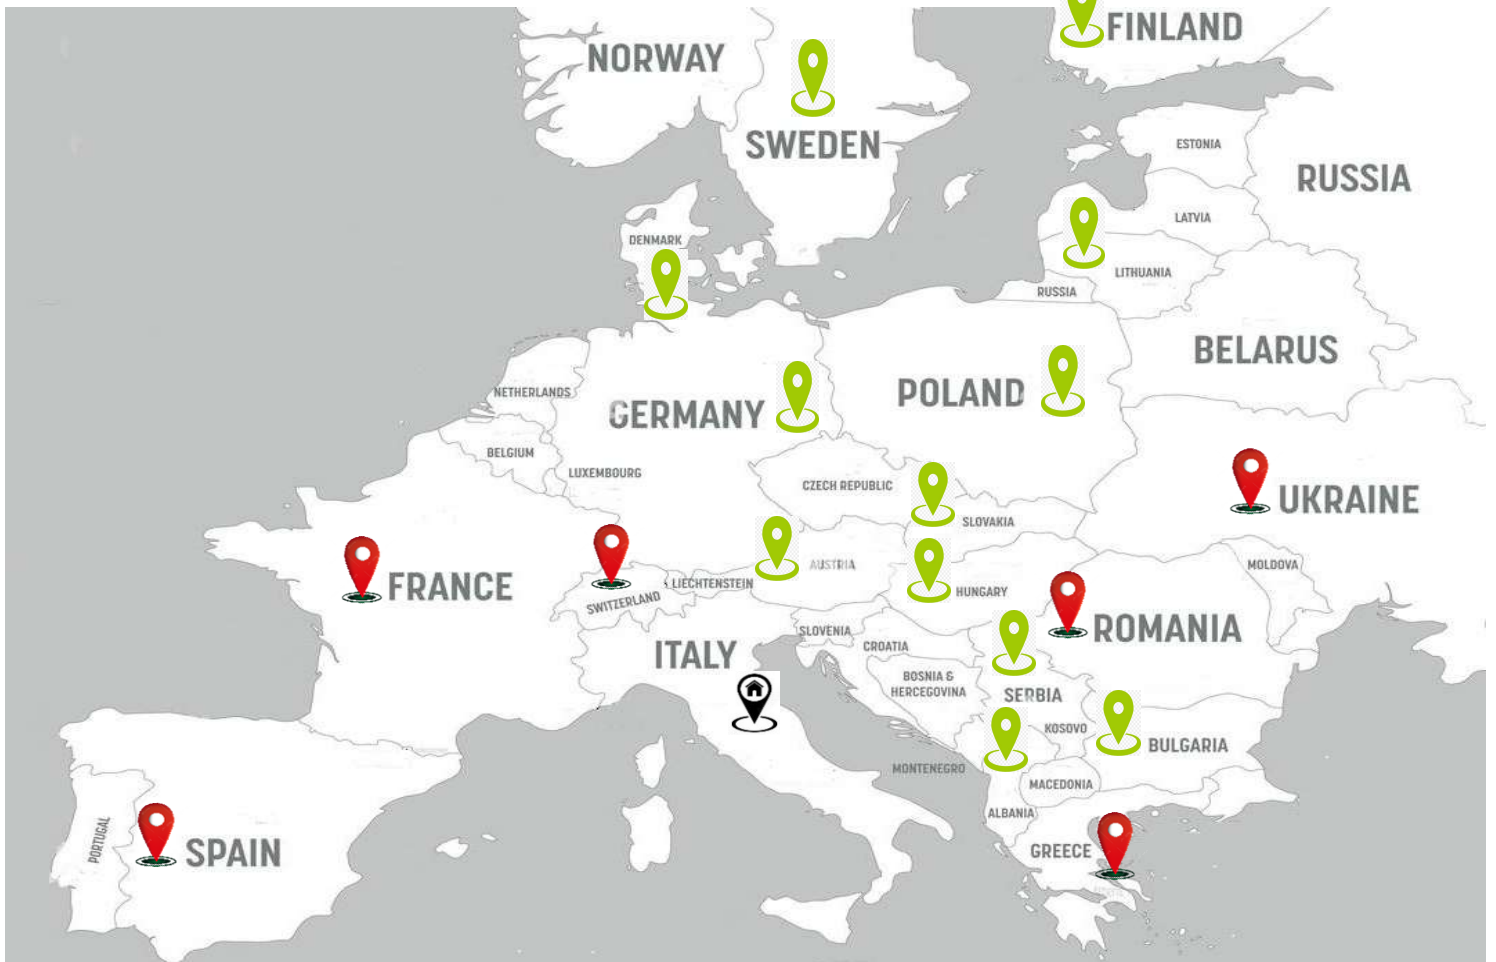 FINLAND
NORWAY
SWEDEN
ESTONIA
RUSSIA
LATVIA
DENMARK
LITHUANIA
RUSSIA
BELARUS
NETHERLANDS
POLAND
GERMANY
BELGIUM
LUXEMBOURG
CZECH REPUBLIC
UKRAINE
SLOVAKIA
AUSTRIA
MOLDOVA
FRANCE
LIECHTENSTEIN
HUNGARY
SWITZERLAND
ROMANIA
SLOVENIA
CROATIA
ITALY
BOSNIA &
HERCEGOVINA
SERBIA
KOSOVO
BULGARIA
MONTENEGRO
MACEDONIA
ALBANIA
PORTUGAL
SPAIN
GREECE